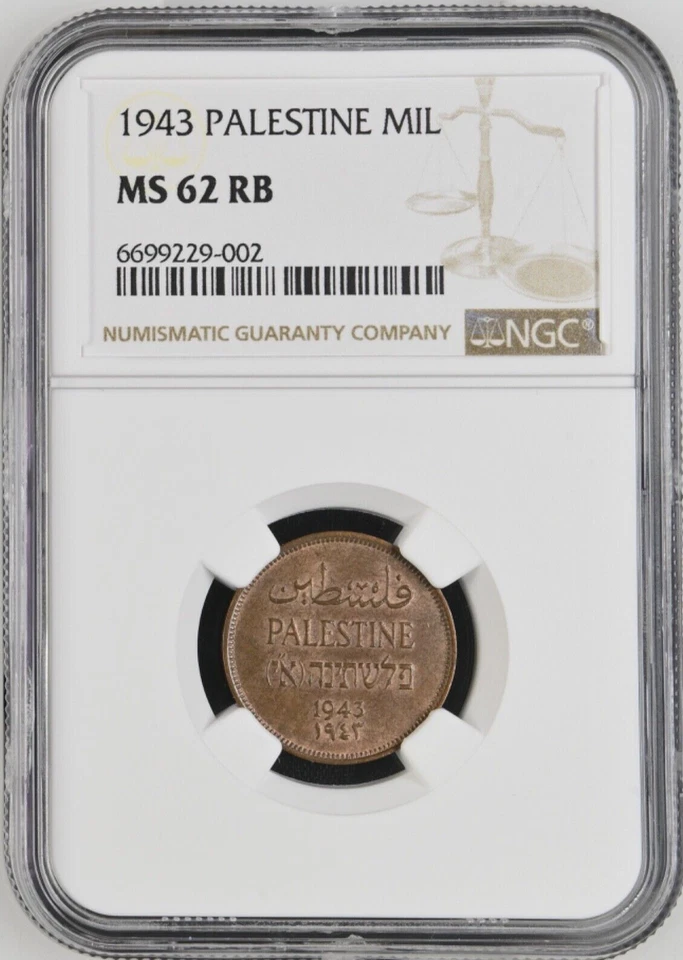 1943 PALESTINE MIL
MS 62 RB
6699229-002
NUMISMATIC GUARANTY COMPANY NGC®
فلسطين
PALESTINE
פלשתינה (א״י)
1943
١٩٤٣